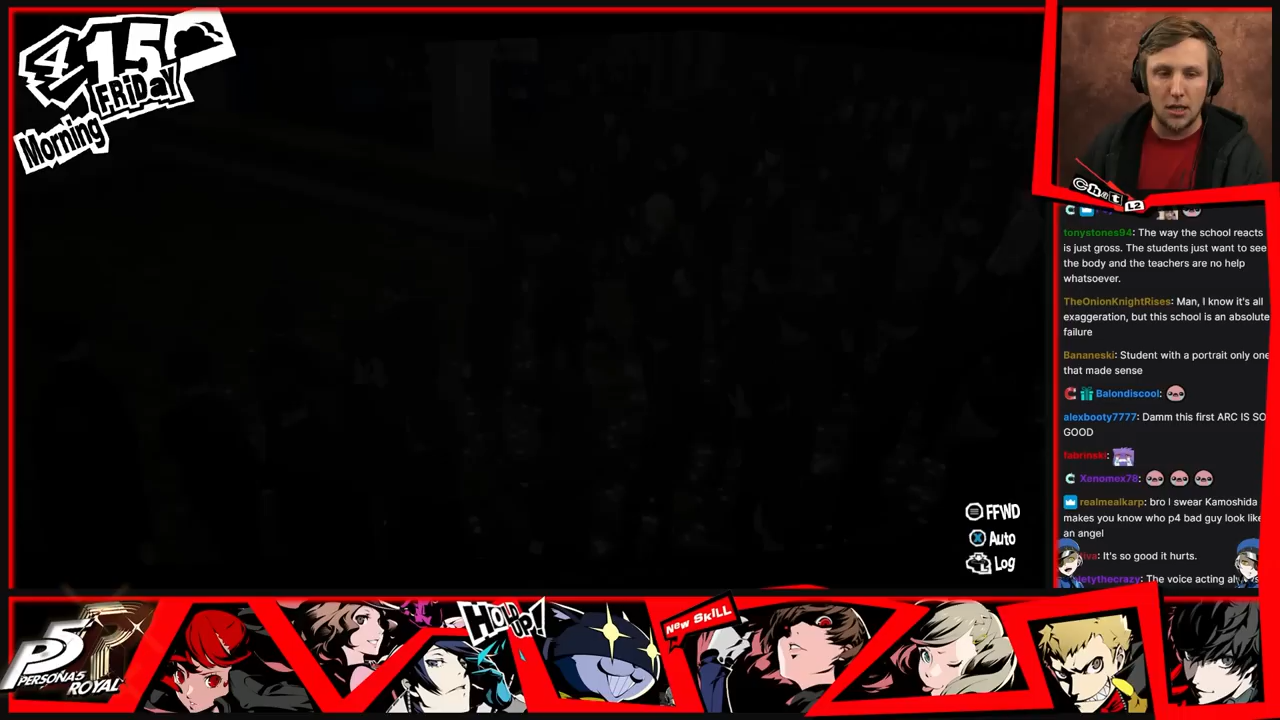 4 15
FRiDaY
Morning
Chat L2
tonystones94: The way the school reacts
is just gross. The students just want to see
the body and the teachers are no help
whatsoever.
TheOnionKnightRises: Man, I know it's all
exaggeration, but this school is an absolute
failure
Bananeski: Student with a portrait only one
that made sense
Balondiscool:
alexbooty7777: Damm this first ARC IS SO
GOOD
fabrinski:
Xenomex78:
realmealkarp: bro I swear Kamoshida
makes you know who p4 bad guy look like
an angel
It's so good it hurts.
The voice acting
FFWD
Auto
Log
P5R
PERSONA5
ROYAL
HOLD UP!
New SKiLL